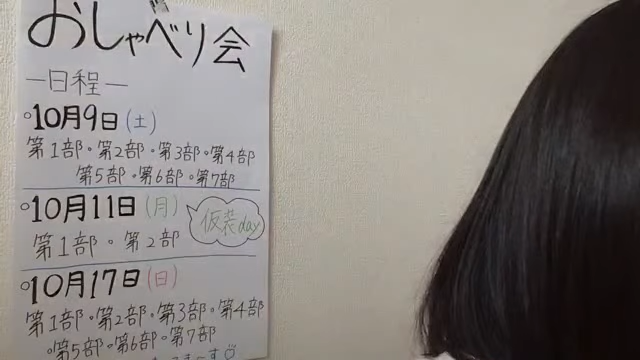 おしゃべり会
ー日程ー
○10月9日(土)
第1部。第2部。第3部。第4部
第5部。第6部。第7部
○10月11日(月)
仮装day
第1部。第2部
○10月17日(日)
第1部。第2部。第3部。第4部
。第5部。第6部。第7部